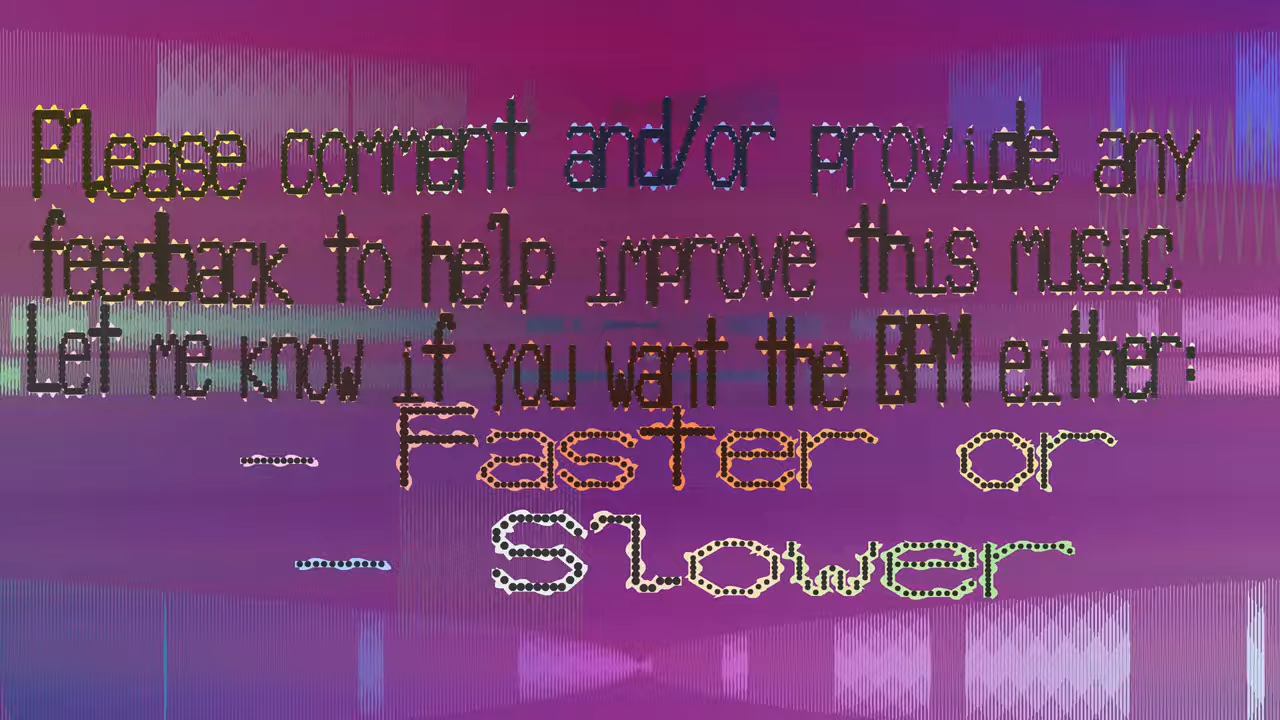 Please comment and/or provide any
feedback to help improve this music.
Let me know if you want the BPM either:
- Faster or
- Slower